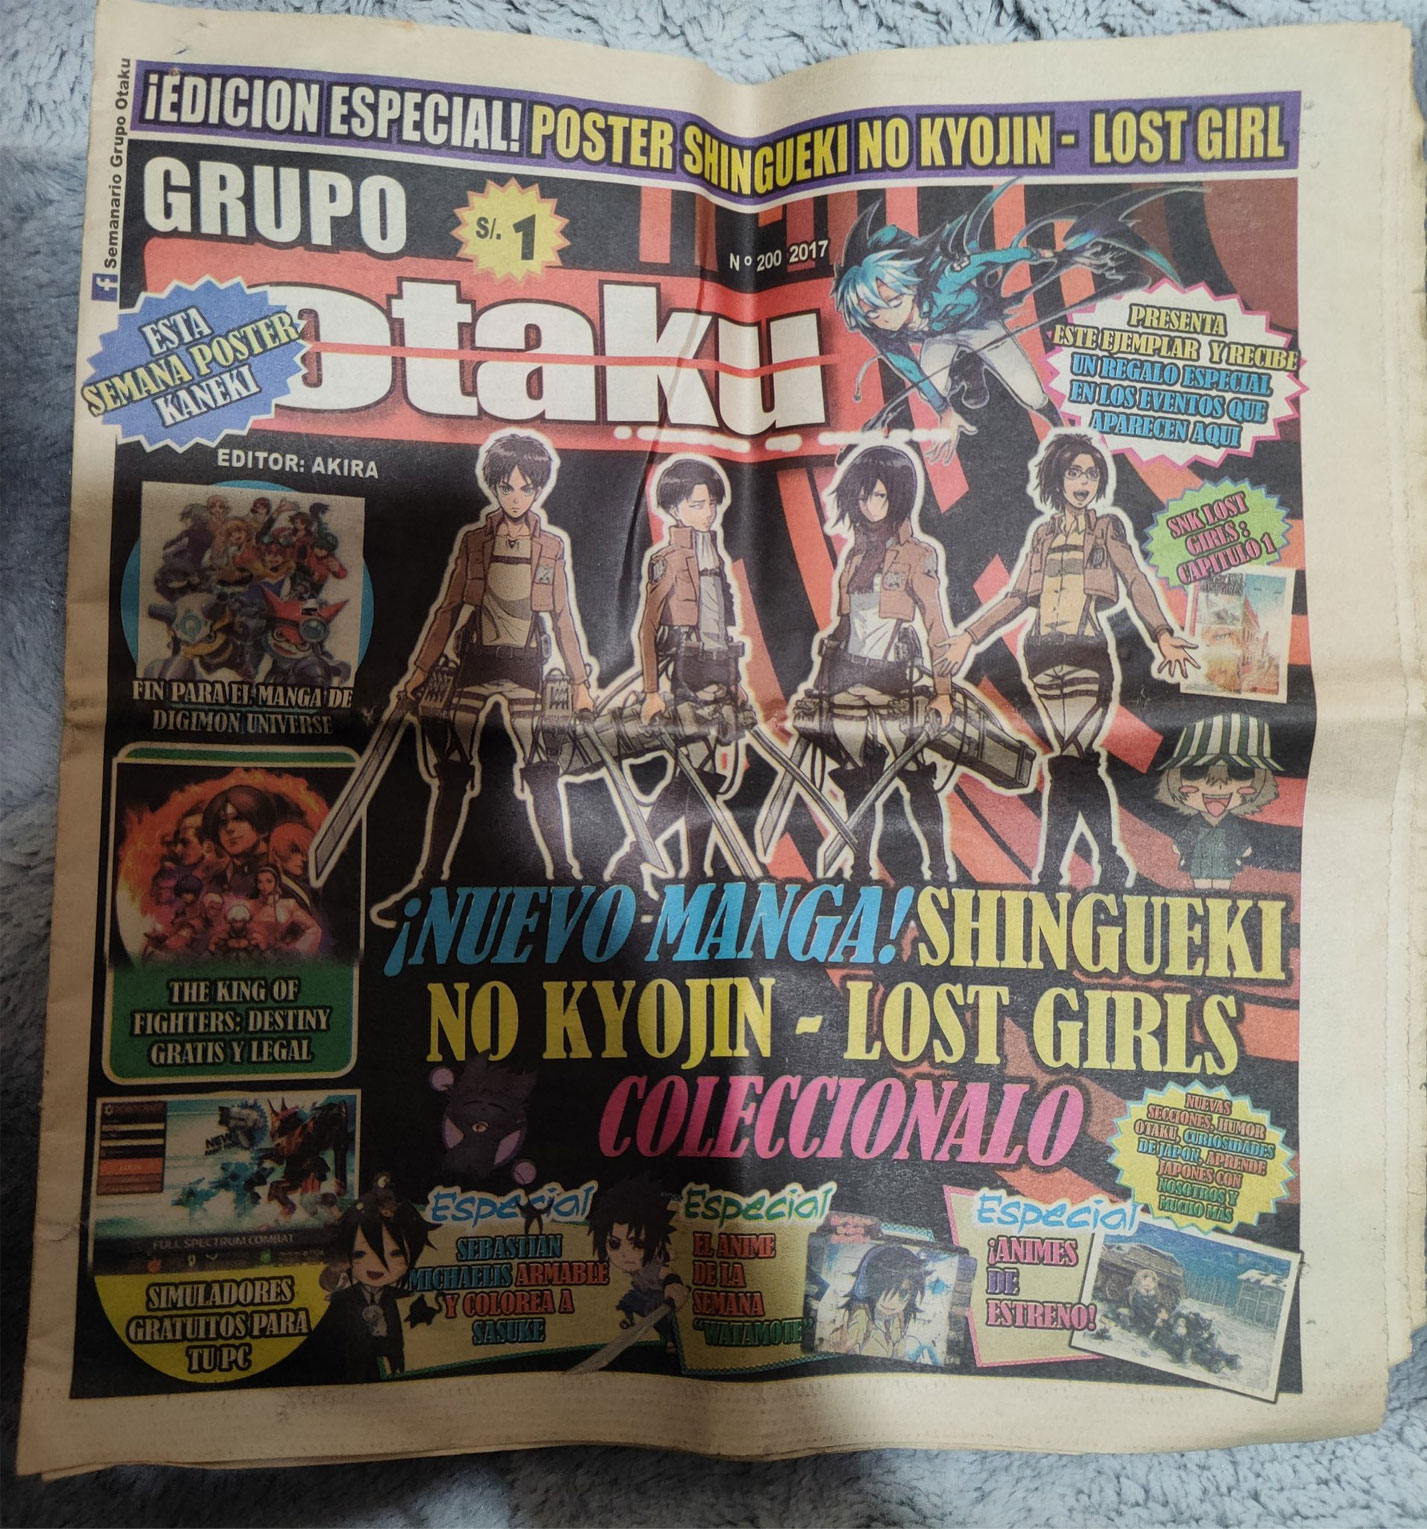 Semanario Grupo Otaku
¡EDICION ESPECIAL! POSTER SHINGUEKI NO KYOJIN - LOST GIRL
GRUPO
S/. 1
Nº 200 2017
otaku
ESTA
SEMANA POSTER
KANEKI
PRESENTA
ESTE EJEMPLAR Y RECIBE
UN REGALO ESPECIAL
EN LOS EVENTOS QUE
APARECEN AQUI
EDITOR: AKIRA
SNK LOST
GIRLS :
CAPITULO 1
FIN PARA EL MANGA DE
DIGIMON UNIVERSE
THE KING OF
FIGHTERS: DESTINY
GRATIS Y LEGAL
¡NUEVO MANGA! SHINGUEKI
NO KYOJIN - LOST GIRLS
COLECCIONALO
NUEVAS
SECCIONES, HUMOR
OTAKU, CURIOSIDADES
DE JAPON, APRENDE
JAPONES CON
NOSOTROS Y
MUCHO MAS
NEW
FULL SPECTRUM COMBAT
SIMULADORES
GRATUITOS PARA
TU PC
Especial
SEBASTIAN
MICHAELIS ARMABLE
Y COLOREA A
SASUKE
Especial
EL ANIME
DE LA
SEMANA
"WATAMOTE"
Especial
¡ANIMES
DE
ESTRENO!